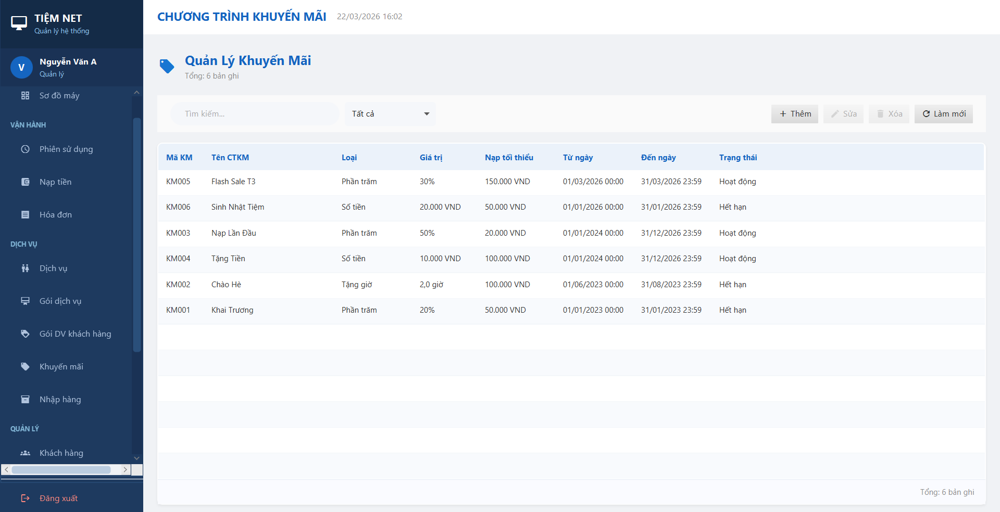 TIỆM NET
Quản lý hệ thống
V
Nguyễn Văn A
Quản lý
Sơ đồ máy
VẬN HÀNH
Phiên sử dụng
Nạp tiền
Hóa đơn
DỊCH VỤ
Dịch vụ
Gói dịch vụ
Gói DV khách hàng
Khuyến mãi
Nhập hàng
QUẢN LÝ
Khách hàng
Đăng xuất
CHƯƠNG TRÌNH KHUYẾN MÃI 22/03/2026 16:02
Quản Lý Khuyến Mãi
Tổng: 6 bản ghi
Tìm kiếm... Tất cả Thêm Sửa Xóa Làm mới
Mã KM Tên CTKM Loại Giá trị Nạp tối thiểu Từ ngày Đến ngày Trạng thái
KM005 Flash Sale T3 Phần trăm 30% 150.000 VND 01/03/2026 00:00 31/03/2026 23:59 Hoạt động
KM006 Sinh Nhật Tiệm Số tiền 20.000 VND 50.000 VND 01/01/2026 00:00 31/01/2026 23:59 Hết hạn
KM003 Nạp Lần Đầu Phần trăm 50% 20.000 VND 01/01/2024 00:00 31/12/2026 23:59 Hoạt động
KM004 Tặng Tiền Số tiền 10.000 VND 100.000 VND 01/01/2024 00:00 31/12/2026 23:59 Hoạt động
KM002 Chào Hè Tặng giờ 2,0 giờ 100.000 VND 01/06/2023 00:00 31/08/2023 23:59 Hết hạn
KM001 Khai Trương Phần trăm 20% 50.000 VND 01/01/2023 00:00 31/01/2023 23:59 Hết hạn
Tổng: 6 bản ghi